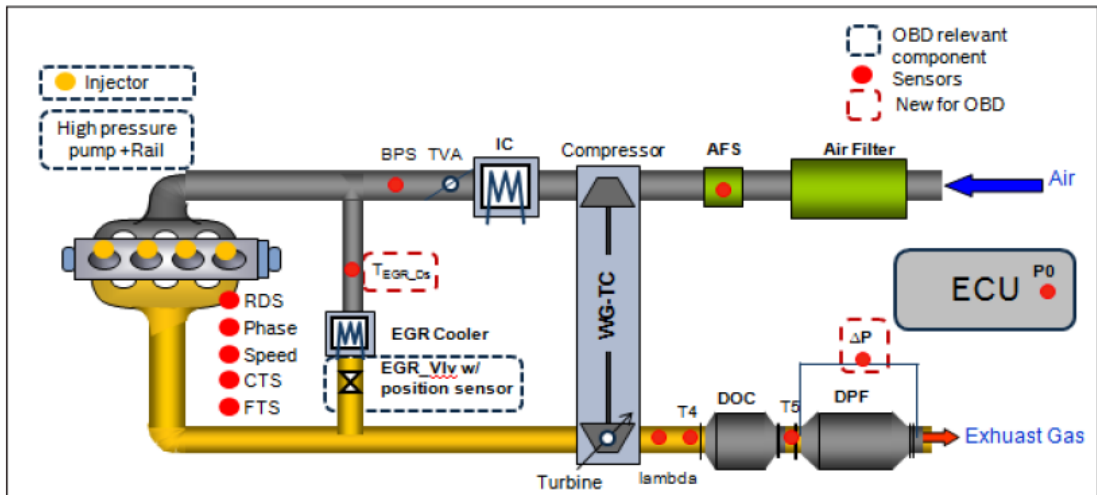 OBD relevant
component
Sensors
New for OBD
Injector
High pressure
pump +Rail
BPS
TVA
IC
Compressor
AFS
Air Filter
Air
T_EGR_Ds
WG-TC
ECU
P0
RDS
Phase
Speed
CTS
FTS
EGR Cooler
EGR_Vlv w/
position sensor
ΔP
DOC
DPF
T4
T5
lambda
Turbine
Exhuast Gas